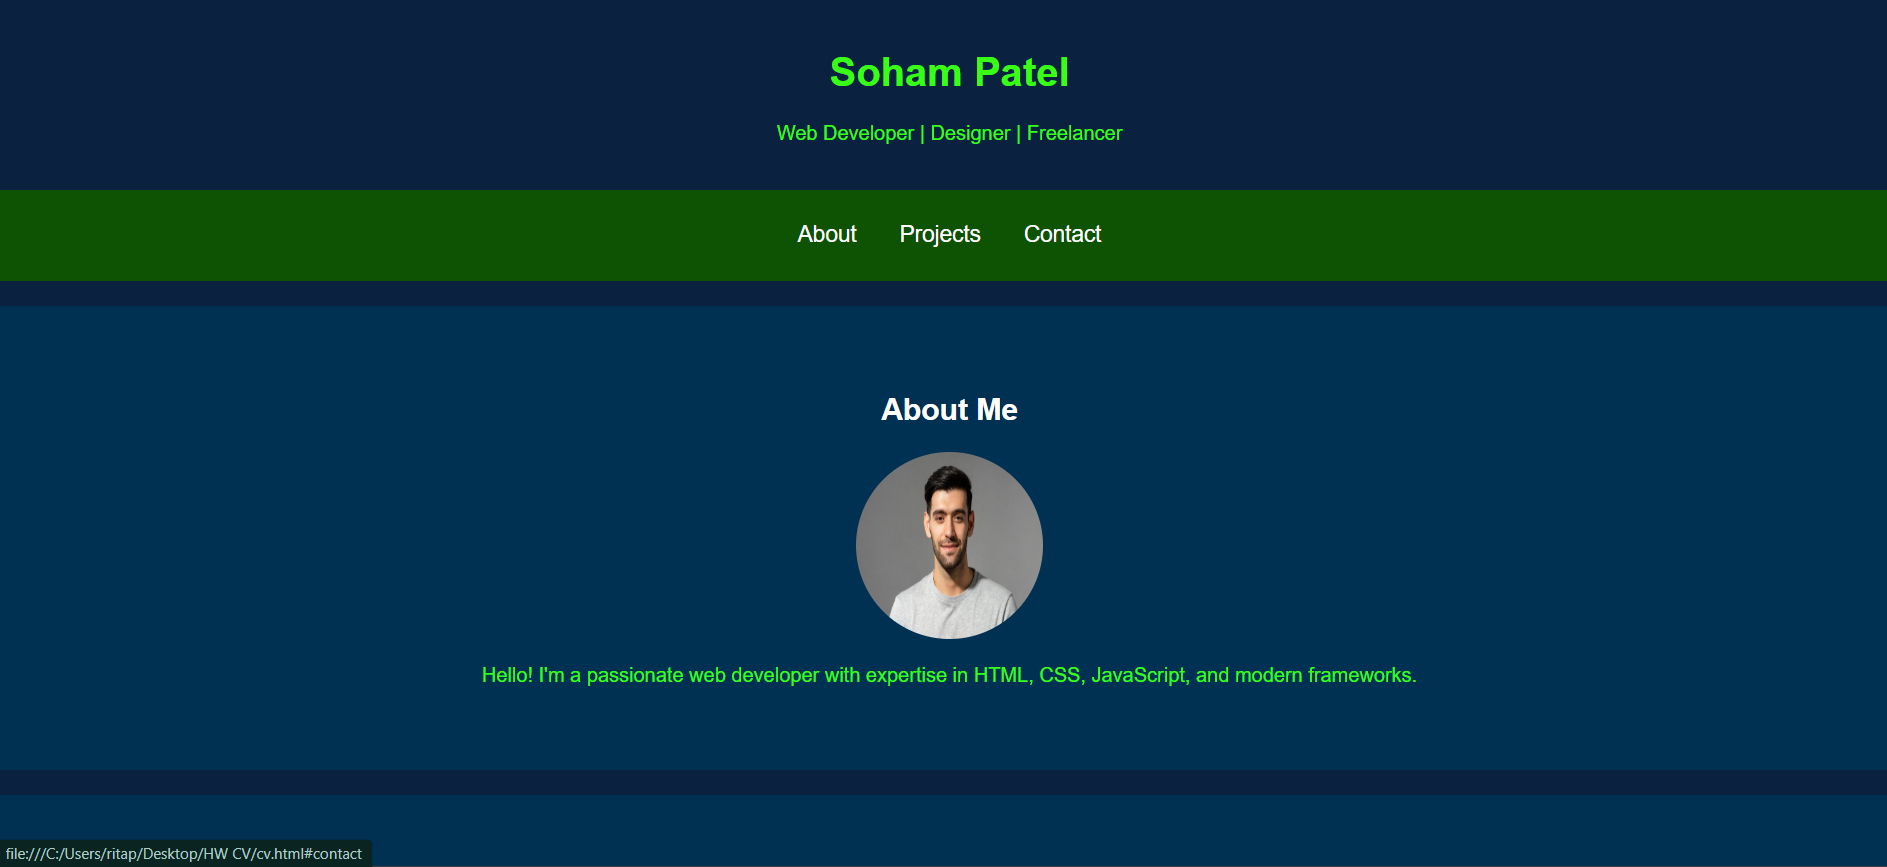 Soham Patel
Web Developer | Designer | Freelancer
About Projects Contact
About Me
Hello! I'm a passionate web developer with expertise in HTML, CSS, JavaScript, and modern frameworks.
file:///C:/Users/ritap/Desktop/HW CV/cv.html#contact